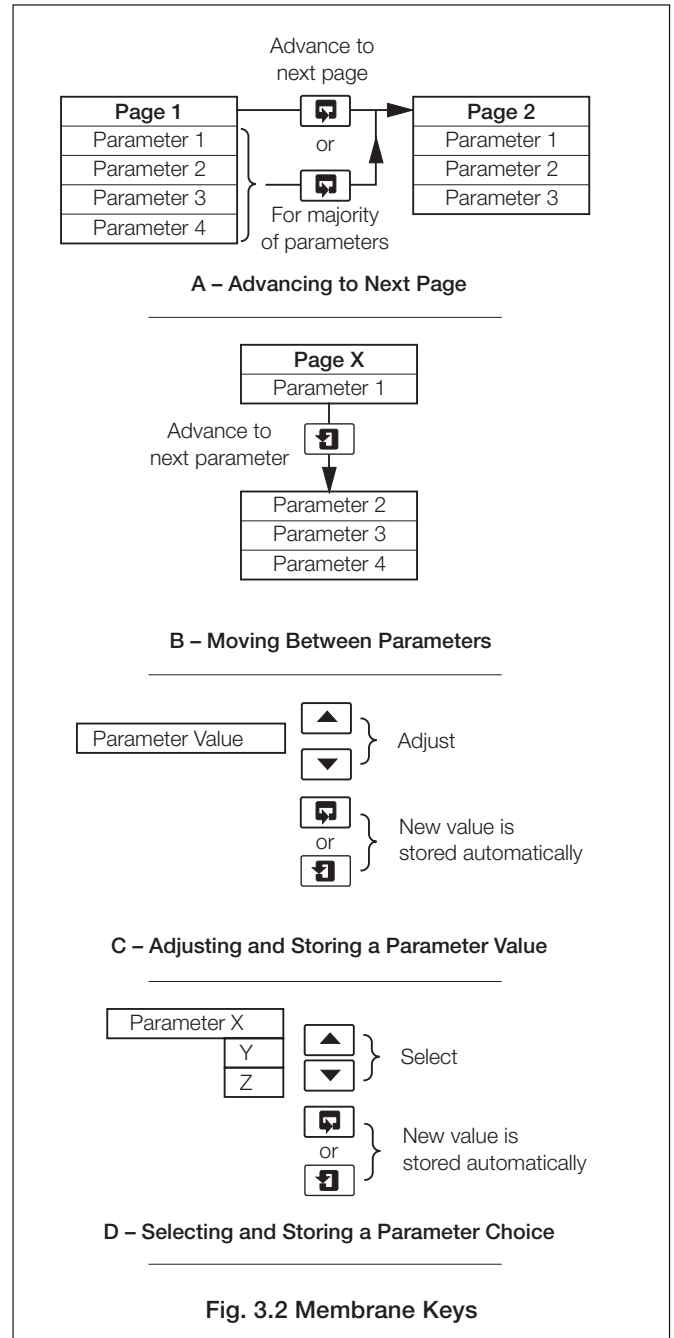 Advance to
next page
Page 1
Parameter 1
Parameter 2
Parameter 3
Parameter 4
or
For majority
of parameters
Page 2
Parameter 1
Parameter 2
Parameter 3
A – Advancing to Next Page
Page X
Parameter 1
Advance to
next parameter
Parameter 2
Parameter 3
Parameter 4
B – Moving Between Parameters
Parameter Value
Adjust
or
New value is
stored automatically
C – Adjusting and Storing a Parameter Value
Parameter X
Y
Z
Select
or
New value is
stored automatically
D – Selecting and Storing a Parameter Choice
Fig. 3.2 Membrane Keys